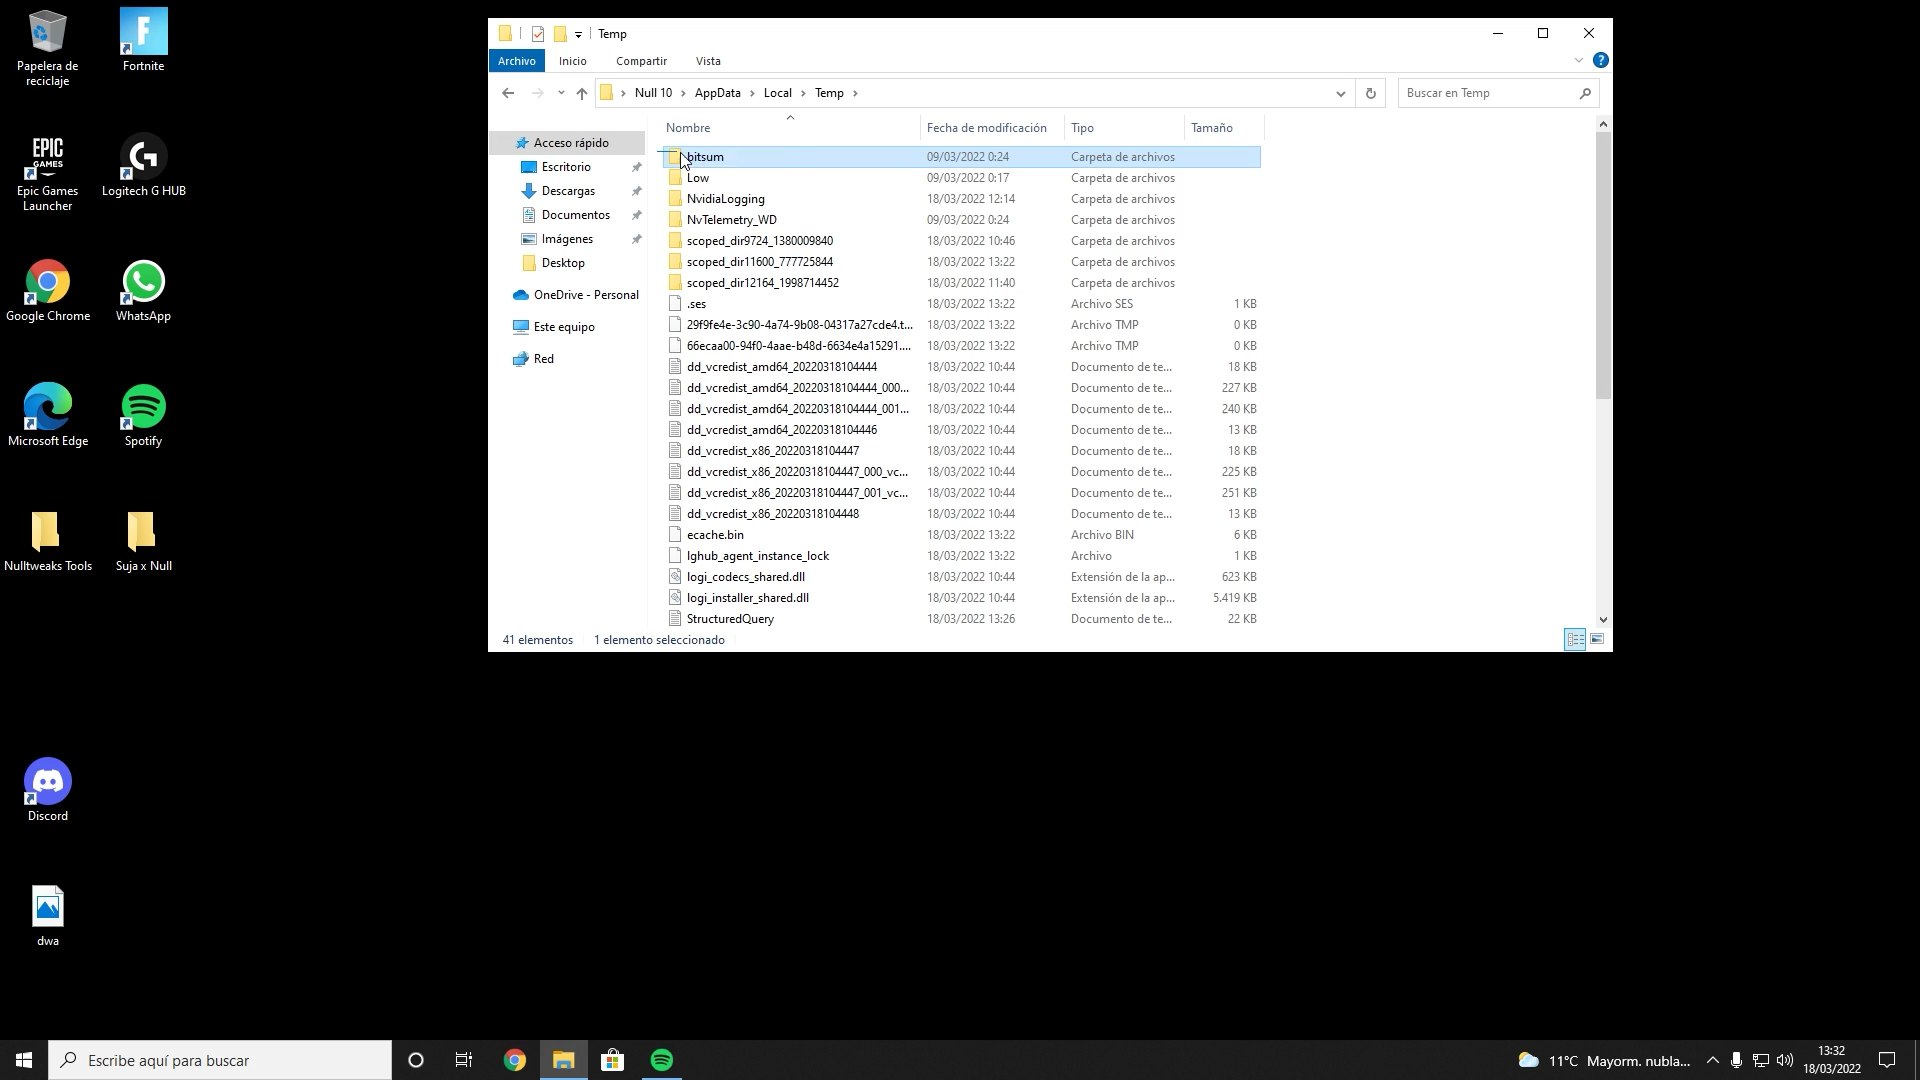 Papelera de
reciclaje
Fortnite
EPIC
GAMES
Epic Games
Launcher
Logitech G HUB
Google Chrome
WhatsApp
Microsoft Edge
Spotify
Nulltweaks Tools
Suja x Null
Discord
dwa
Temp
Archivo Inicio Compartir Vista
Null 10 AppData Local Temp
Buscar en Temp
Nombre Fecha de modificación Tipo Tamaño
Acceso rápido
Escritorio
Descargas
Documentos
Imágenes
Desktop
OneDrive - Personal
Este equipo
Red
bitsum 09/03/2022 0:24 Carpeta de archivos
Low 09/03/2022 0:17 Carpeta de archivos
NvidiaLogging 18/03/2022 12:14 Carpeta de archivos
NvTelemetry_WD 09/03/2022 0:24 Carpeta de archivos
scoped_dir9724_1380009840 18/03/2022 10:46 Carpeta de archivos
scoped_dir11600_777725844 18/03/2022 13:22 Carpeta de archivos
scoped_dir12164_1998714452 18/03/2022 11:40 Carpeta de archivos
.ses 18/03/2022 13:22 Archivo SES 1 KB
29f9fe4e-3c90-4a74-9b08-04317a27cde4.t... 18/03/2022 13:22 Archivo TMP 0 KB
66ecaa00-94f0-4aae-b48d-6634e4a15291.... 18/03/2022 13:22 Archivo TMP 0 KB
dd_vcredist_amd64_20220318104444 18/03/2022 10:44 Documento de te... 18 KB
dd_vcredist_amd64_20220318104444_000... 18/03/2022 10:44 Documento de te... 227 KB
dd_vcredist_amd64_20220318104444_001... 18/03/2022 10:44 Documento de te... 240 KB
dd_vcredist_amd64_20220318104446 18/03/2022 10:44 Documento de te... 13 KB
dd_vcredist_x86_20220318104447 18/03/2022 10:44 Documento de te... 18 KB
dd_vcredist_x86_20220318104447_000_vc... 18/03/2022 10:44 Documento de te... 225 KB
dd_vcredist_x86_20220318104447_001_vc... 18/03/2022 10:44 Documento de te... 251 KB
dd_vcredist_x86_20220318104448 18/03/2022 10:44 Documento de te... 13 KB
ecache.bin 18/03/2022 13:22 Archivo BIN 6 KB
lghub_agent_instance_lock 18/03/2022 13:22 Archivo 1 KB
logi_codecs_shared.dll 18/03/2022 10:44 Extensión de la ap... 623 KB
logi_installer_shared.dll 18/03/2022 10:44 Extensión de la ap... 5.419 KB
StructuredQuery 18/03/2022 13:26 Documento de te... 22 KB
41 elementos 1 elemento seleccionado
Escribe aquí para buscar
11°C Mayorm. nubla...
13:32
18/03/2022